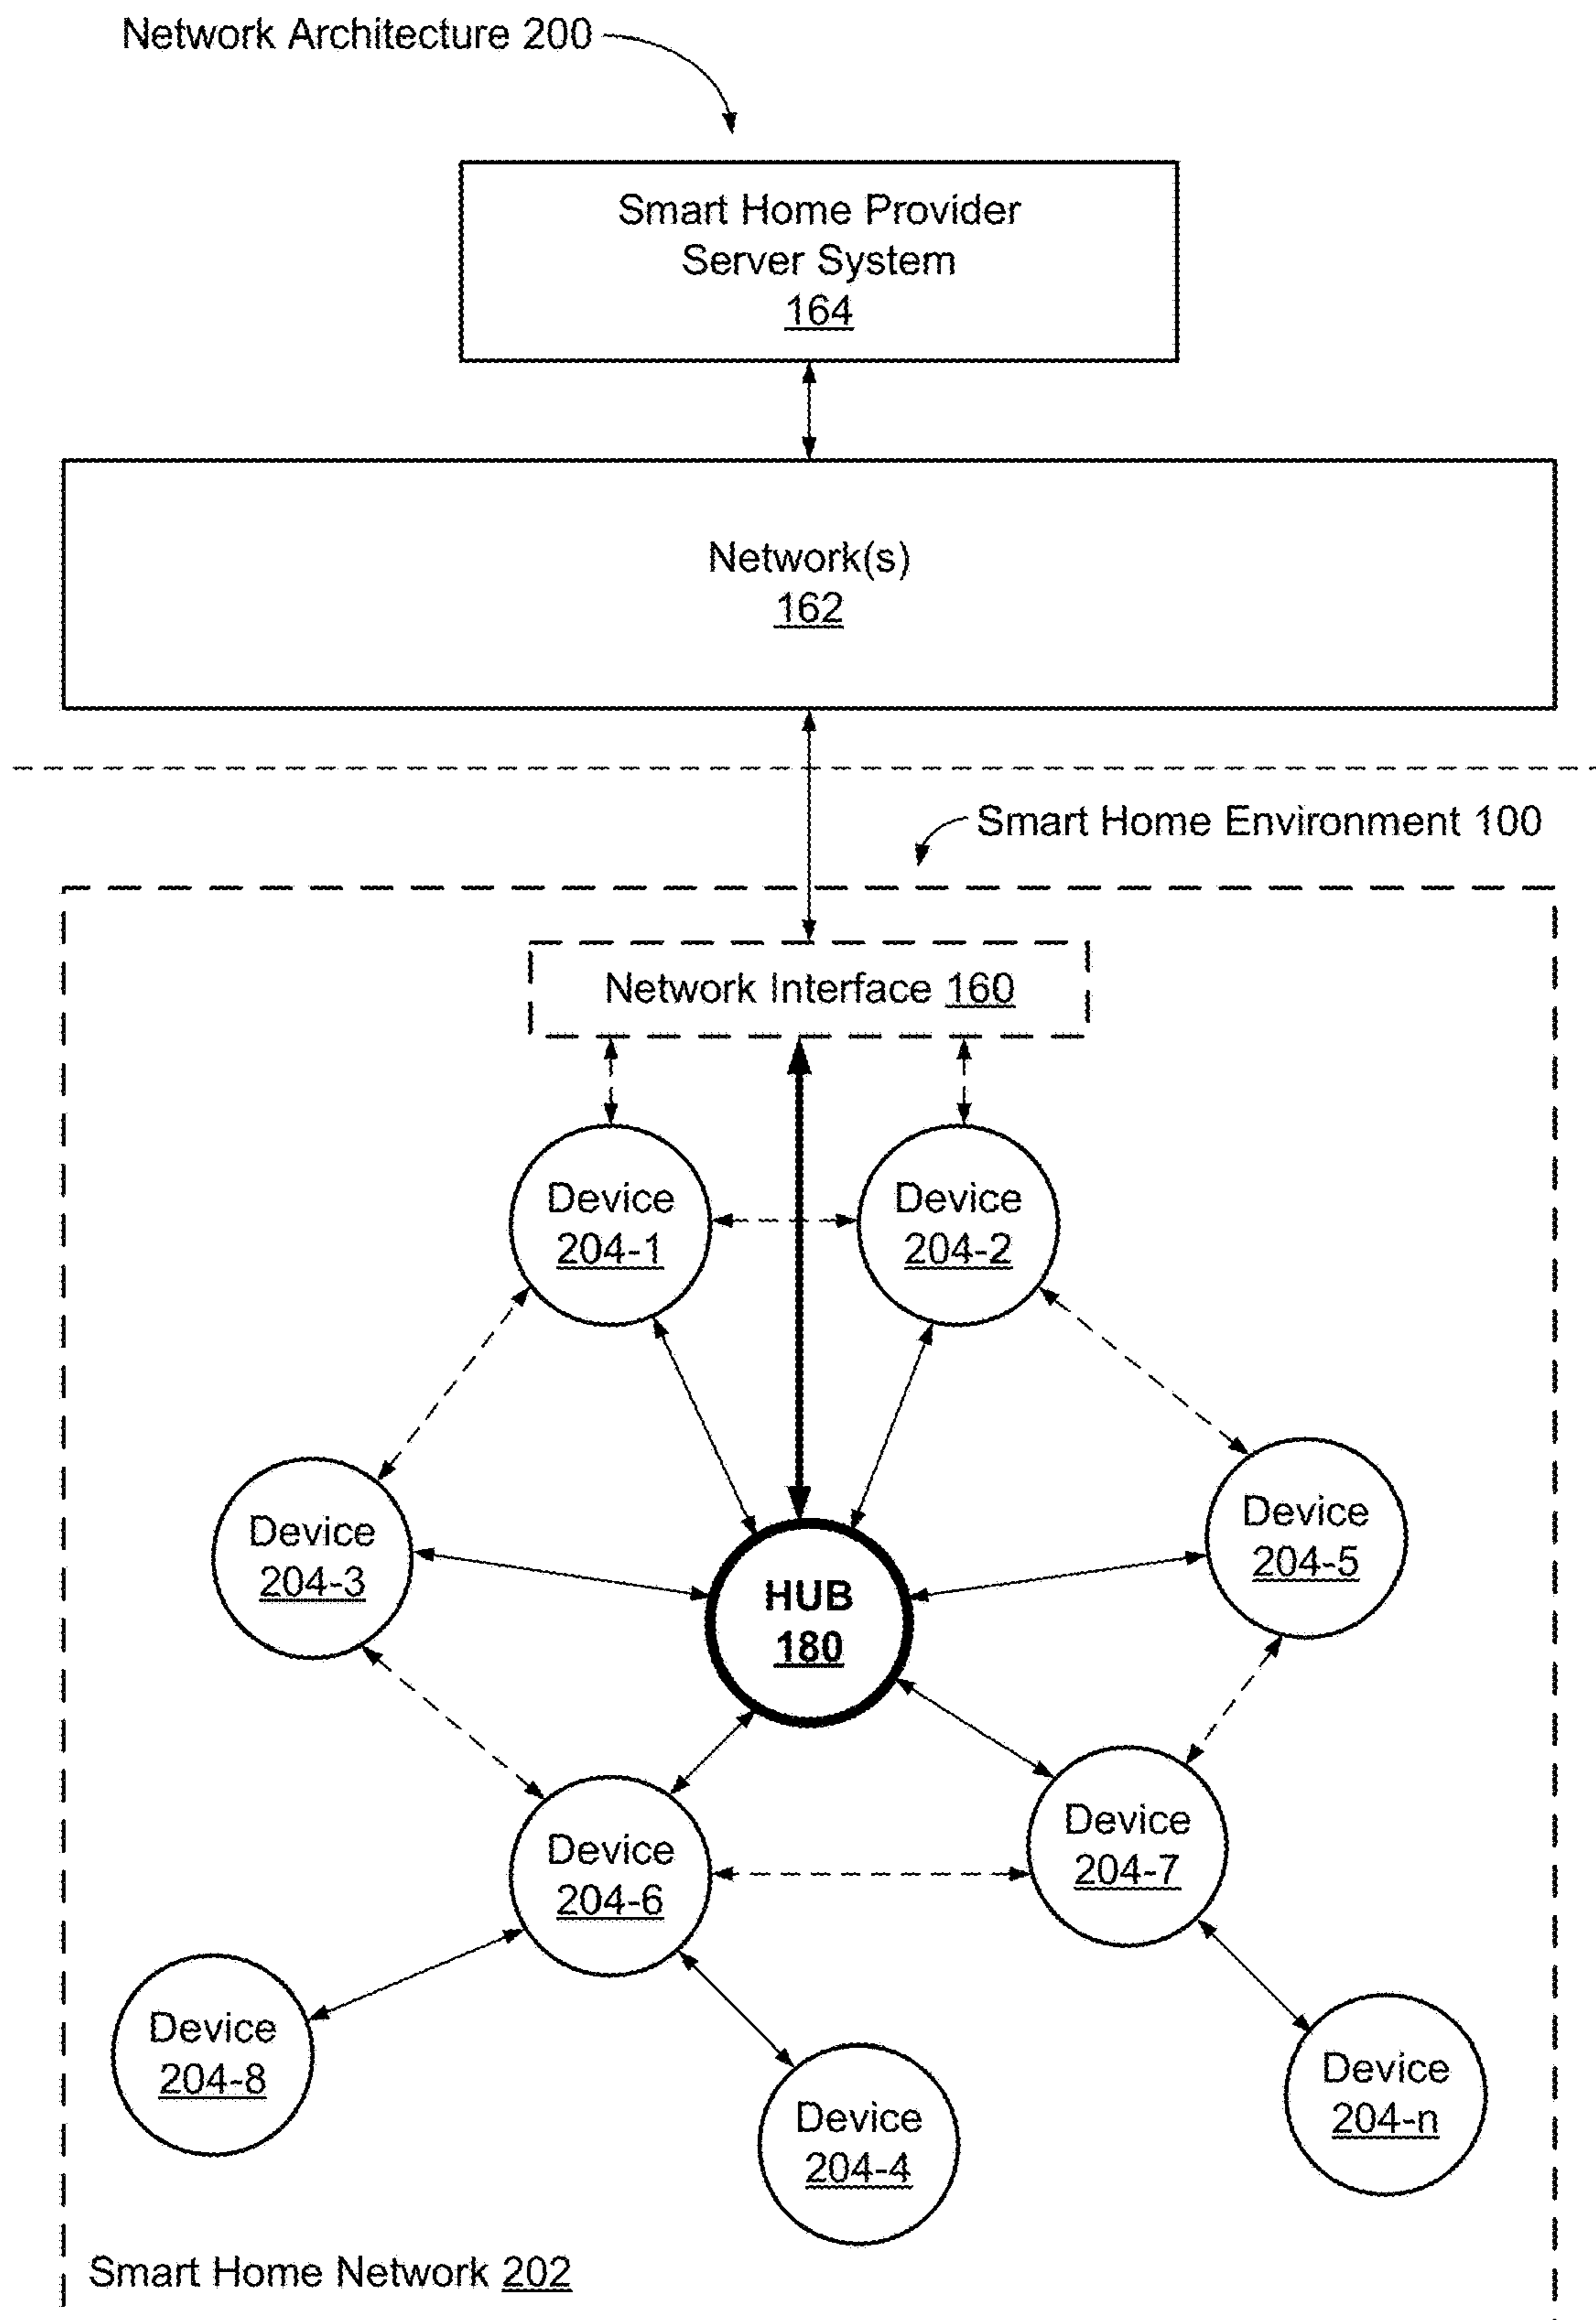 Network Architecture 200
Smart Home Provider
Server System
164
Network(s)
162
Smart Home Environment 100
Network Interface 160
Device
204-1
Device
204-2
Device
204-3
Device
204-5
HUB
180
Device
204-6
Device
204-7
Device
204-8
Device
204-4
Device
204-n
Smart Home Network 202